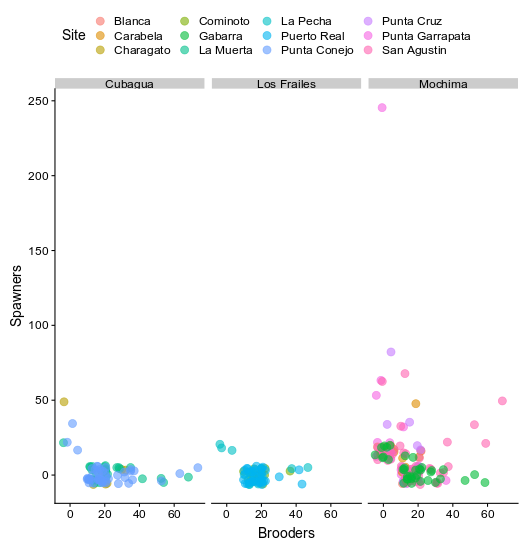 Site
Blanca Cominoto La Pecha Punta Cruz
Carabela Gabarra Puerto Real Punta Garrapata
Charagato La Muerta Punta Conejo San Agustin
Cubagua Los Frailes Mochima
250
200
150
100
50
0
Spawners
0 20 40 60 0 20 40 60 0 20 40 60
Brooders